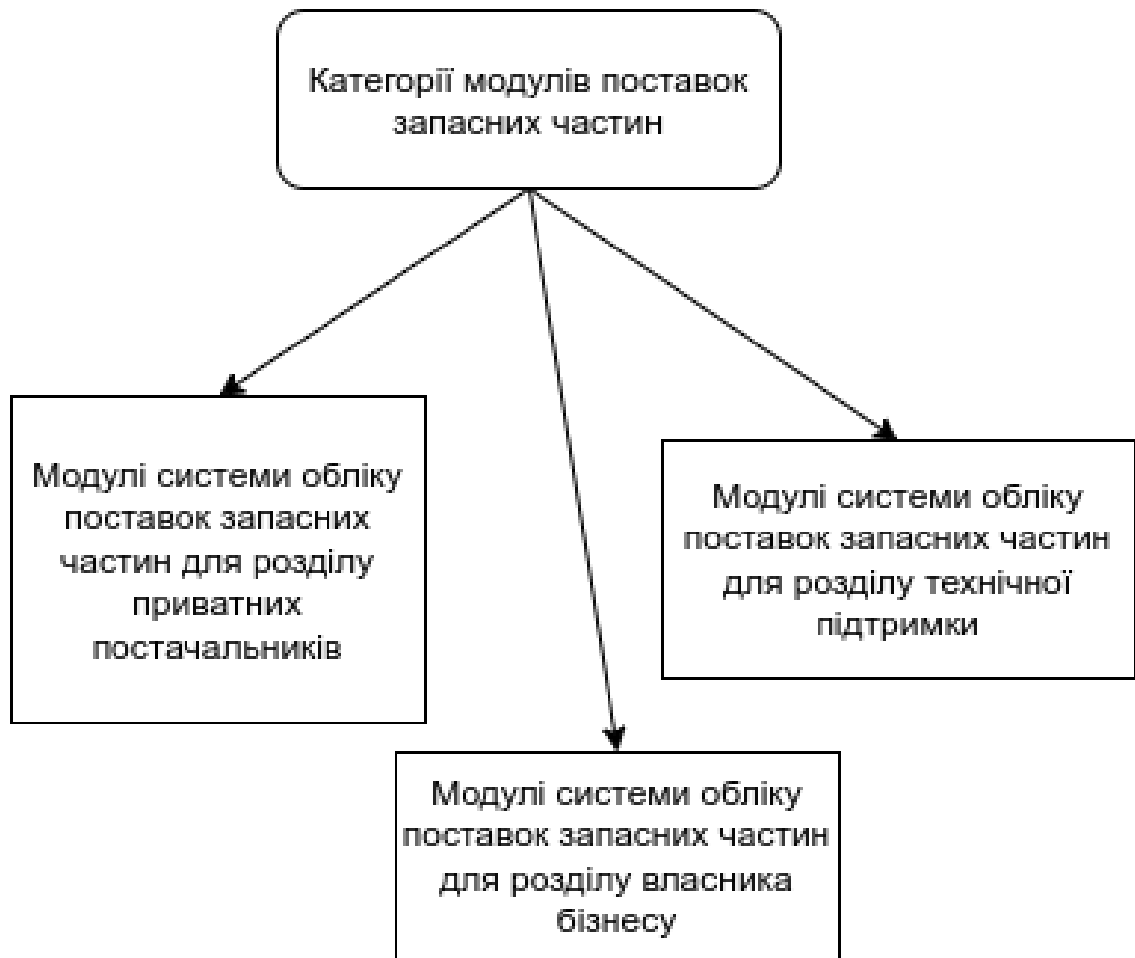 Категорії модулів поставок
запасних частин
Модулі системи обліку
поставок запасних
частин для розділу
приватних
постачальників
Модулі системи обліку
поставок запасних частин
для розділу технічної
підтримки
Модулі системи обліку
поставок запасних частин
для розділу власника
бізнесу